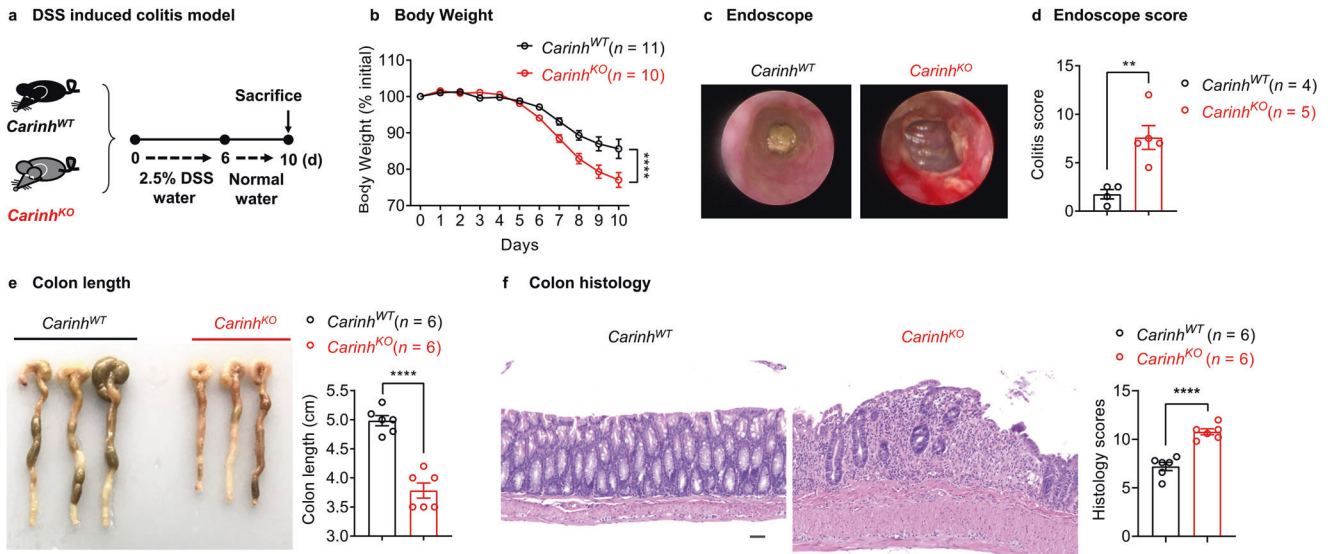 a DSS induced colitis model
Carinh^WT
Carinh^KO
Sacrifice
0 6 10 (d)
2.5% DSS
water
Normal
water
b Body Weight
Carinh^WT (n = 11)
Carinh^KO (n = 10)
Body Weight (% initial)
110
100
90
80
70
0 1 2 3 4 5 6 7 8 9 10
Days
****
c Endoscope
Carinh^WT
Carinh^KO
d Endoscope score
Carinh^WT (n = 4)
Carinh^KO (n = 5)
Colitis score
15
10
5
0
**
e Colon length
Carinh^WT
Carinh^KO
Carinh^WT (n = 6)
Carinh^KO (n = 6)
Colon length (cm)
5.5
5.0
4.5
4.0
3.5
3.0
****
f Colon histology
Carinh^WT
Carinh^KO
Carinh^WT (n = 6)
Carinh^KO (n = 6)
Histology scores
15
10
5
0
****